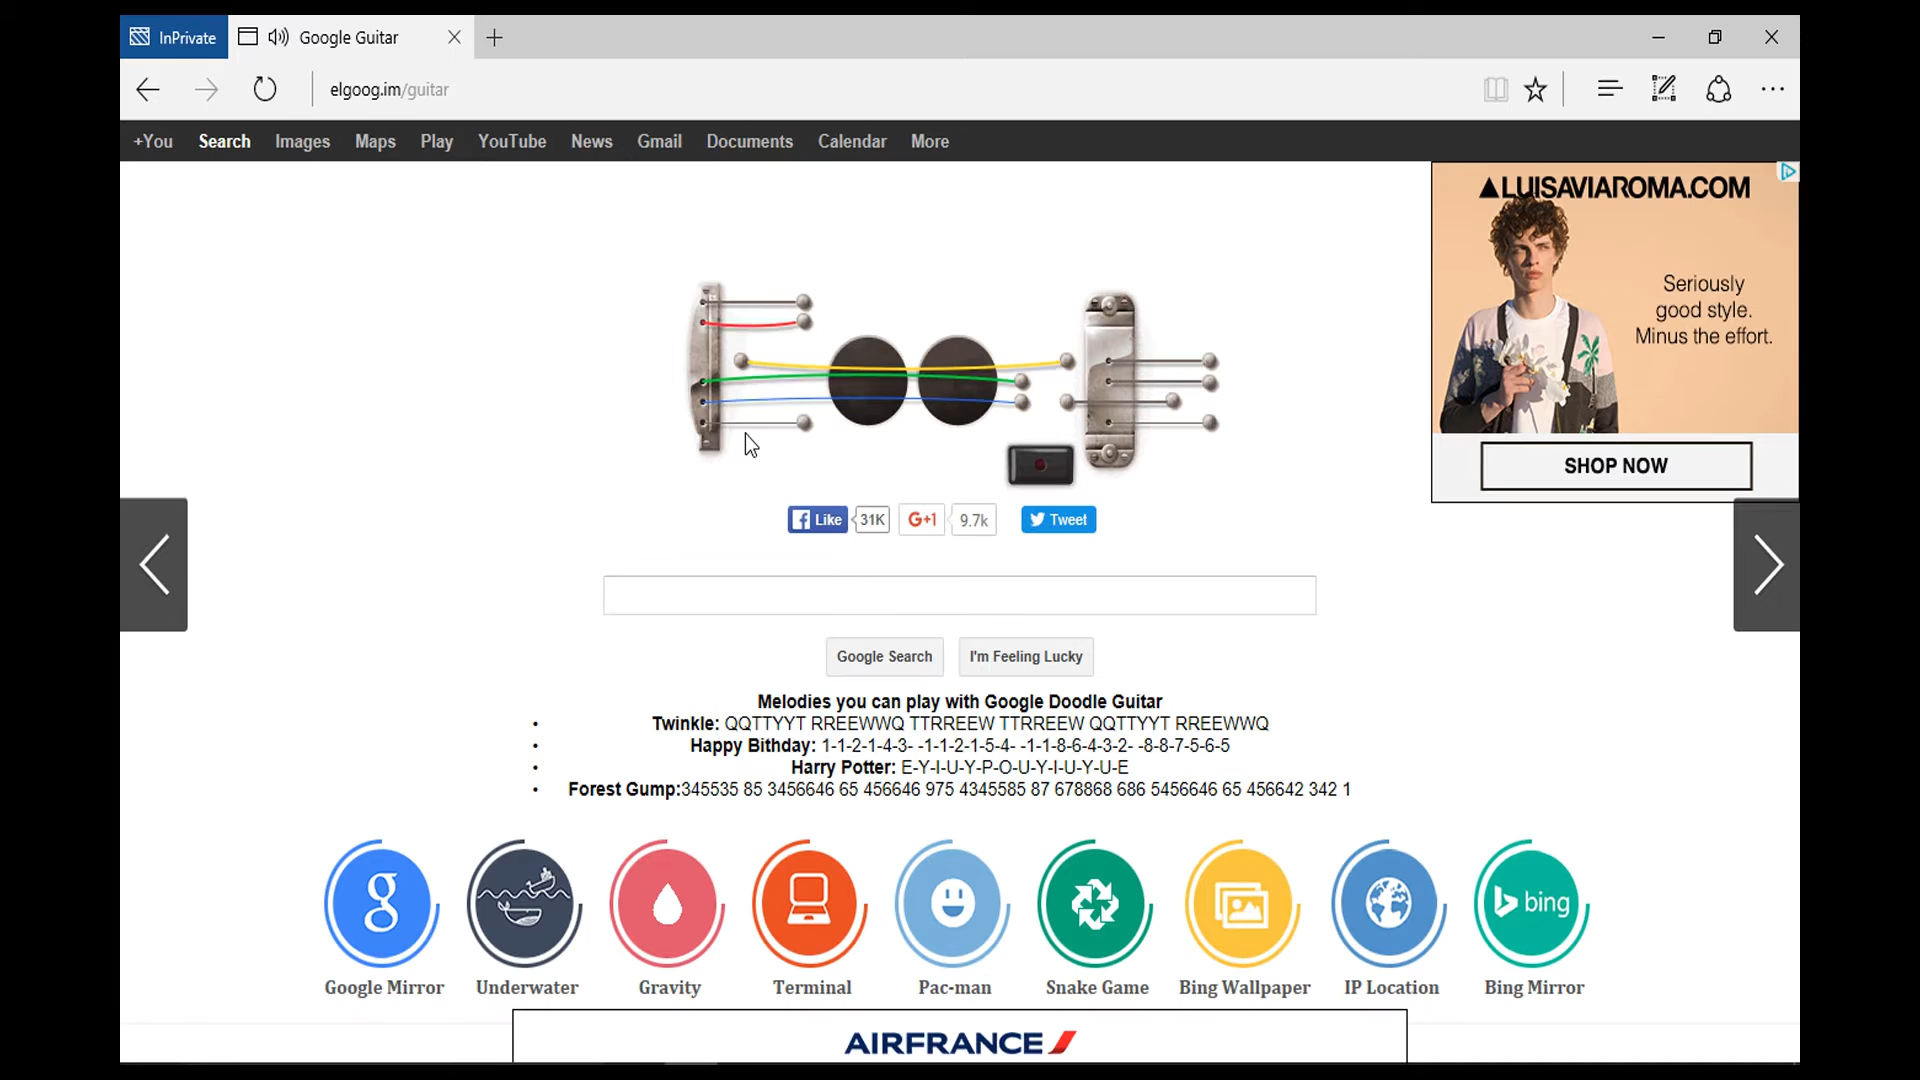 InPrivate
Google Guitar
elgoog.im/guitar
+You Search Images Maps Play YouTube News Gmail Documents Calendar More
LUISAVIAROMA.COM
Seriously
good style.
Minus the effort.
SHOP NOW
Like 31K G+1 9.7k Tweet
Google Search I'm Feeling Lucky
Melodies you can play with Google Doodle Guitar
• Twinkle: QQTTYYT RREEWWQ TTRREEW TTRREEW QQTTYYT RREEWWQ
• Happy Bithday: 1-1-2-1-4-3- -1-1-2-1-5-4- -1-1-8-6-4-3-2- -8-8-7-5-6-5
• Harry Potter: E-Y-I-U-Y-P-O-U-Y-I-U-Y-U-E
• Forest Gump:345535 85 3456646 65 456646 975 4345585 87 678868 686 5456646 65 456642 342 1
g
bing
Google Mirror Underwater Gravity Terminal Pac-man Snake Game Bing Wallpaper IP Location Bing Mirror
AIRFRANCE